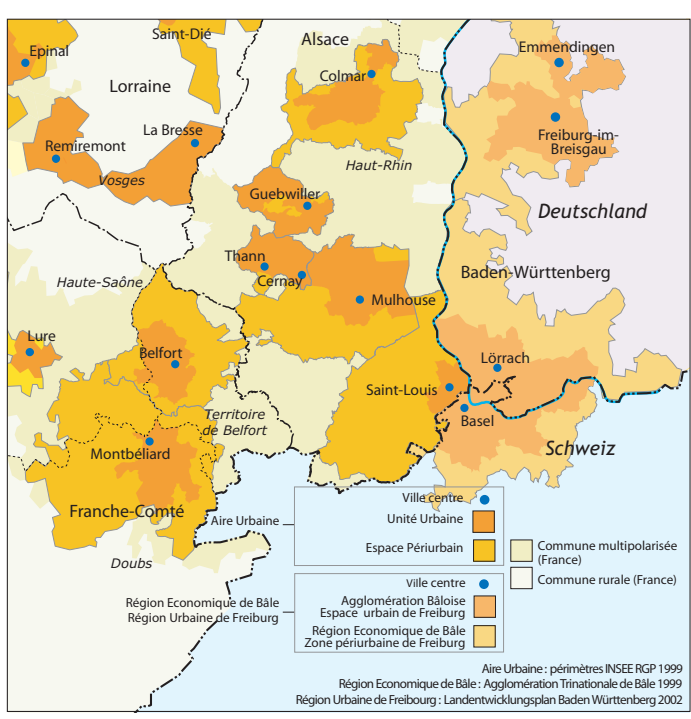 Saint-Dié
Alsace
Epinal
Emmendingen
Colmar
Lorraine
La Bresse
Freiburg-im-
Breisgau
Remiremont
Haut-Rhin
Vosges
Guebwiller
Deutschland
Thann
Baden-Württenberg
Haute-Saône
Cernay
Mulhouse
Lure
Belfort
Lörrach
Saint-Louis
Territoire
de Belfort
Basel
Montbéliard
Schweiz
Franche-Comté
Doubs
Ville centre
Aire Urbaine
Unité Urbaine
Espace Périurbain
Commune multipolarisée
(France)
Commune rurale (France)
Ville centre
Région Economique de Bâle
Région Urbaine de Freiburg
Agglomération Bâloise
Espace urbain de Freiburg
Région Economique de Bâle
Zone périurbaine de Freiburg
Aire Urbaine : périmètres INSEE RGP 1999
Région Economique de Bâle : Agglomération Trinationale de Bâle 1999
Région Urbaine de Freibourg : Landentwicklungsplan Baden Württenberg 2002